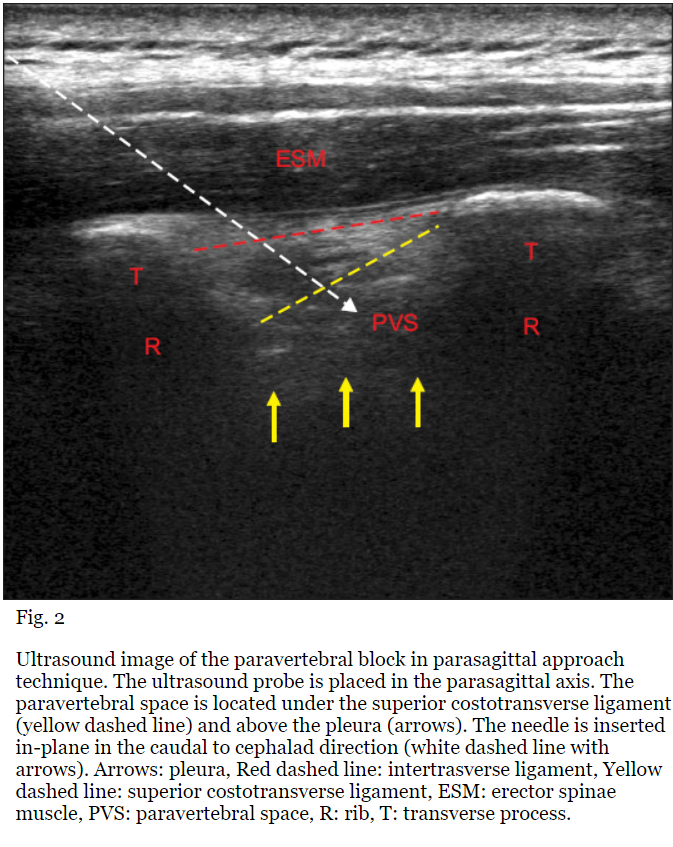 ESM
T
T
PVS
R
R
Fig. 2
Ultrasound image of the paravertebral block in parasagittal approach
technique. The ultrasound probe is placed in the parasagittal axis. The
paravertebral space is located under the superior costotransverse ligament
(yellow dashed line) and above the pleura (arrows). The needle is inserted
in-plane in the caudal to cephalad direction (white dashed line with
arrows). Arrows: pleura, Red dashed line: intertrasverse ligament, Yellow
dashed line: superior costotransverse ligament, ESM: erector spinae
muscle, PVS: paravertebral space, R: rib, T: transverse process.